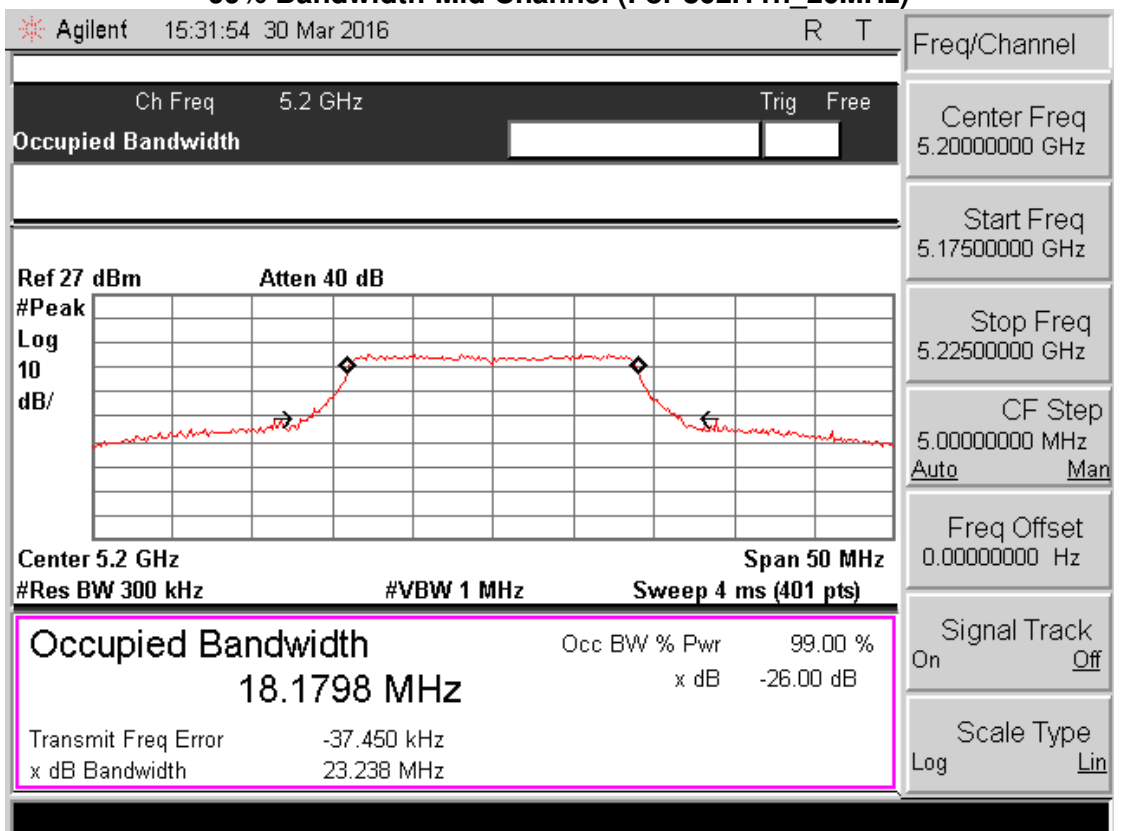 Agilent 15:31:54 30 Mar 2016 R T
Ch Freq 5.2 GHz Trig Free
Occupied Bandwidth
Ref 27 dBm Atten 40 dB
#Peak
Log
10
dB/
Center 5.2 GHz Span 50 MHz
#Res BW 300 kHz #VBW 1 MHz Sweep 4 ms (401 pts)
Occupied Bandwidth Occ BW % Pwr 99.00 %
18.1798 MHz x dB -26.00 dB
Transmit Freq Error -37.450 kHz
x dB Bandwidth 23.238 MHz
Freq/Channel
Center Freq
5.20000000 GHz
Start Freq
5.17500000 GHz
Stop Freq
5.22500000 GHz
CF Step
5.00000000 MHz
Auto Man
Freq Offset
0.00000000 Hz
Signal Track
On Off
Scale Type
Log Lin